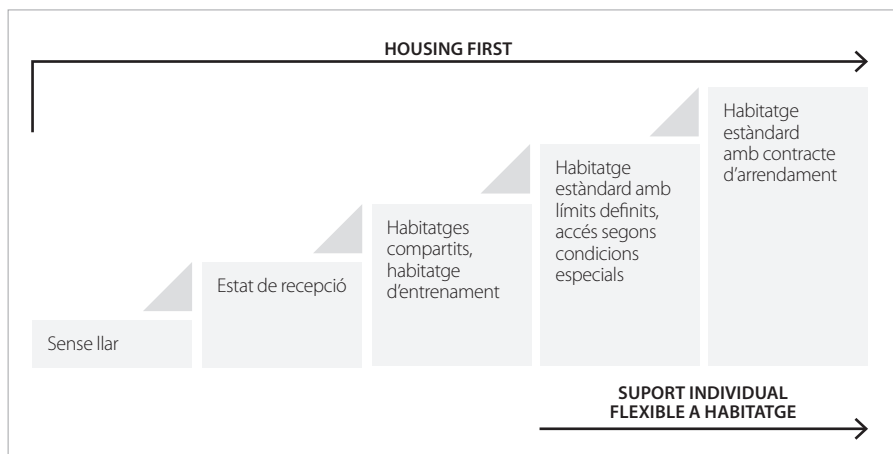 HOUSING FIRST
Sense llar
Estat de recepció
Habitatges
compartits,
habitatge
d’entrenament
Habitatge
estàndard amb
límits definits,
accés segons
condicions
especials
Habitatge
estàndard
amb contracte
d’arrendament
SUPORT INDIVIDUAL
FLEXIBLE A HABITATGE